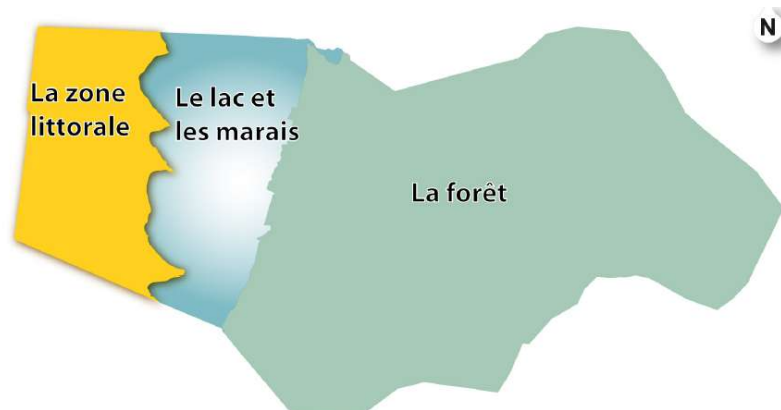 La zone
littorale
Le lac et
les marais
La forêt
N